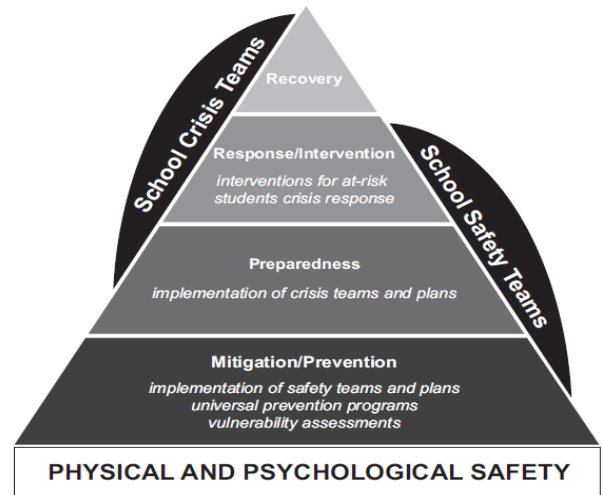 School Crisis Teams
Recovery
Response/Intervention
interventions for at-risk
students crisis response
School Safety Teams
Preparedness
implementation of crisis teams and plans
Mitigation/Prevention
implementation of safety teams and plans
universal prevention programs
vulnerability assessments
PHYSICAL AND PSYCHOLOGICAL SAFETY